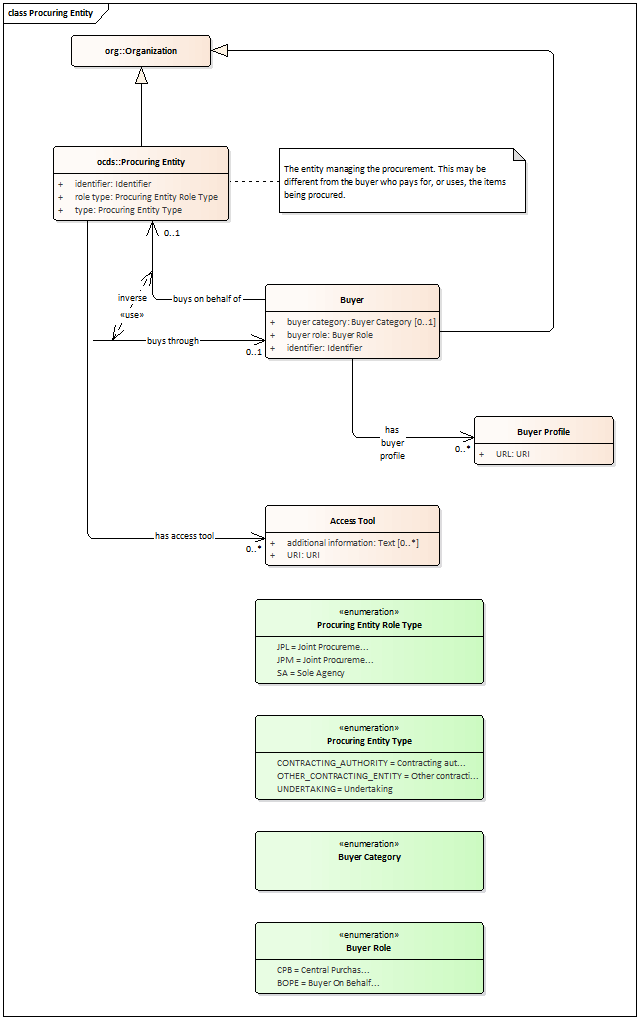 class Procuring Entity
org::Organization
ocds::Procuring Entity
+ identifier: Identifier
+ role type: Procuring Entity Role Type
+ type: Procuring Entity Type
The entity managing the procurement. This may be
different from the buyer who pays for, or uses, the items
being procured.
0..1
inverse
«use»
buys on behalf of
buys through
0..1
Buyer
+ buyer category: Buyer Category [0..1]
+ buyer role: Buyer Role
+ identifier: Identifier
has
buyer
profile
0..*
Buyer Profile
+ URL: URI
has access tool
0..*
Access Tool
+ additional information: Text [0..*]
+ URI: URI
«enumeration»
Procuring Entity Role Type
JPL = Joint Procureme...
JPM = Joint Procureme...
SA = Sole Agency
«enumeration»
Procuring Entity Type
CONTRACTING_AUTHORITY = Contracting aut...
OTHER_CONTRACTING_ENTITY = Other contracti...
UNDERTAKING = Undertaking
«enumeration»
Buyer Category
«enumeration»
Buyer Role
CPB = Central Purchas...
BOPE = Buyer On Behalf...